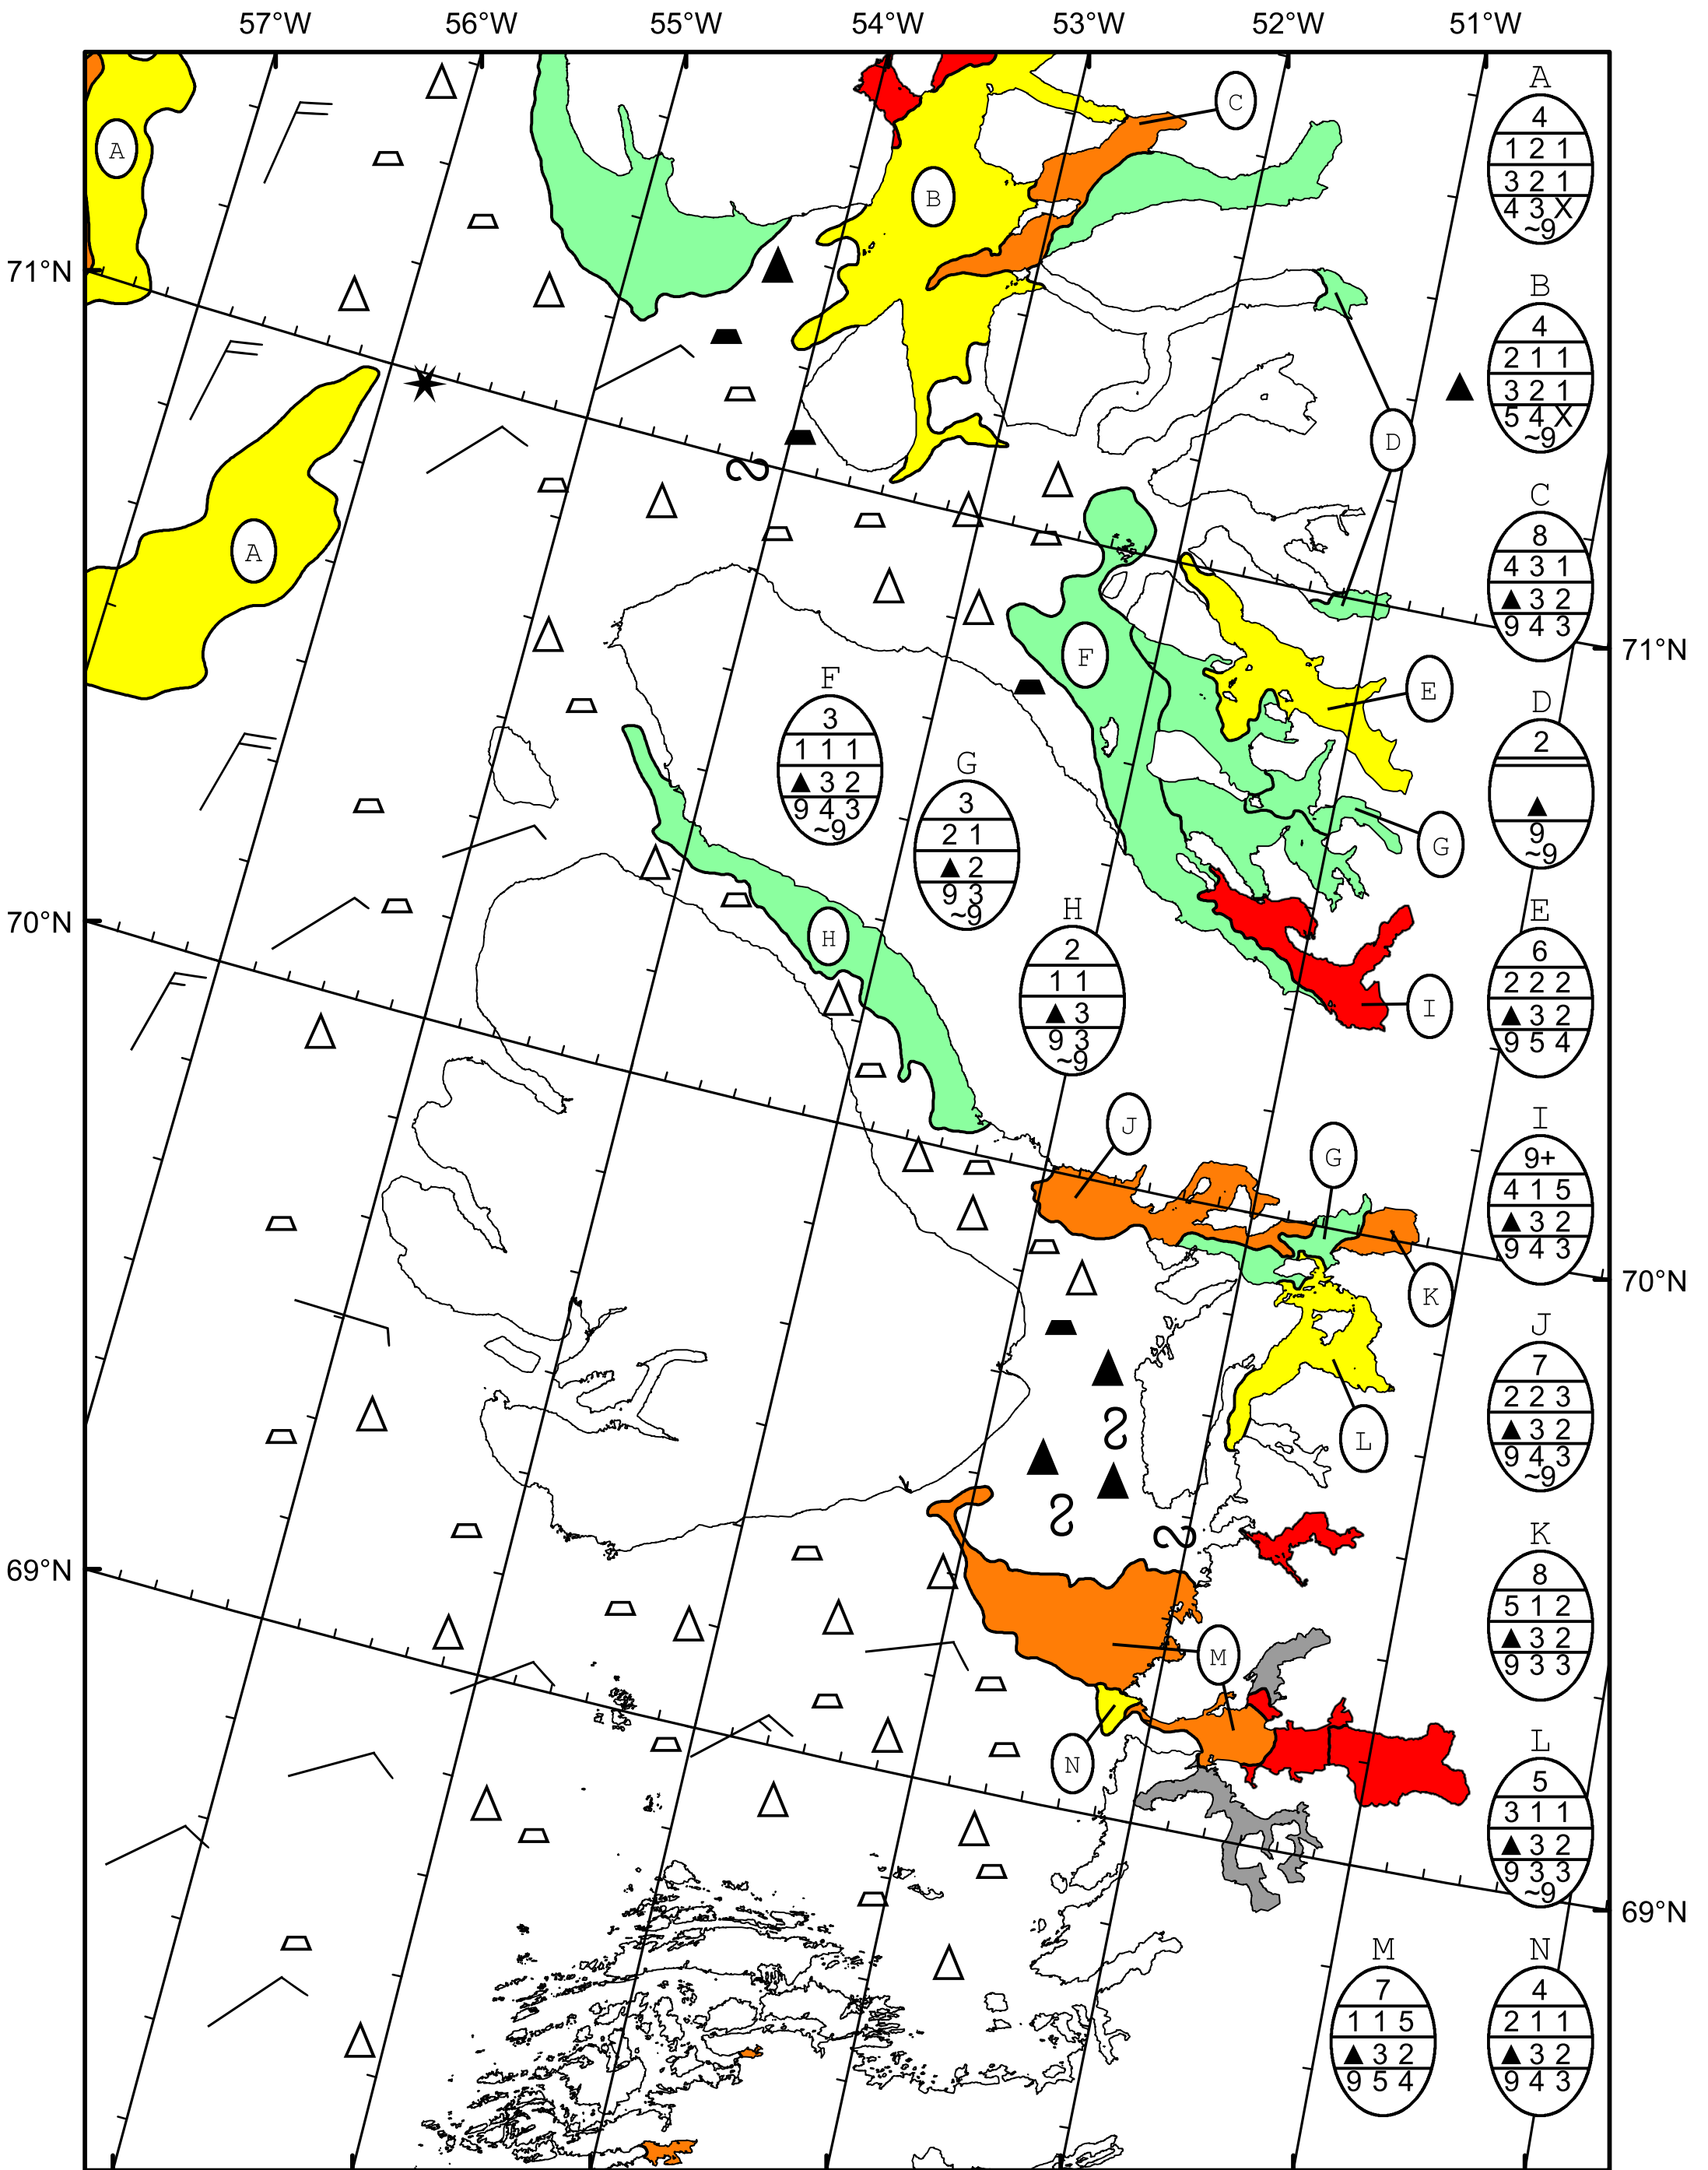 57°W 56°W 55°W 54°W 53°W 52°W 51°W
A
4
1 2 1
3 2 1
4 3 X
~9
C
A
B
71°N
B
4
2 1 1
3 2 1
5 4 X
~9
D
C
8
4 3 1
▲ 3 2
9 4 3
A
71°N
F
E
F
3
1 1 1
▲ 3 2
9 4 3
~9
D
2
▲
9
~9
G
3
2 1
▲ 2
9 3
~9
G
H
2
1 1
▲ 3
9 3
~9
E
6
2 2 2
▲ 3 2
9 5 4
70°N
H
I
I
9+
4 1 5
▲ 3 2
9 4 3
J
G
70°N
K
J
7
2 2 3
▲ 3 2
9 4 3
~9
L
K
8
5 1 2
▲ 3 2
9 3 3
69°N
M
N
L
5
3 1 1
▲ 3 2
9 3 3
~9
69°N
M
7
1 1 5
▲ 3 2
9 5 4
N
4
2 1 1
▲ 3 2
9 4 3